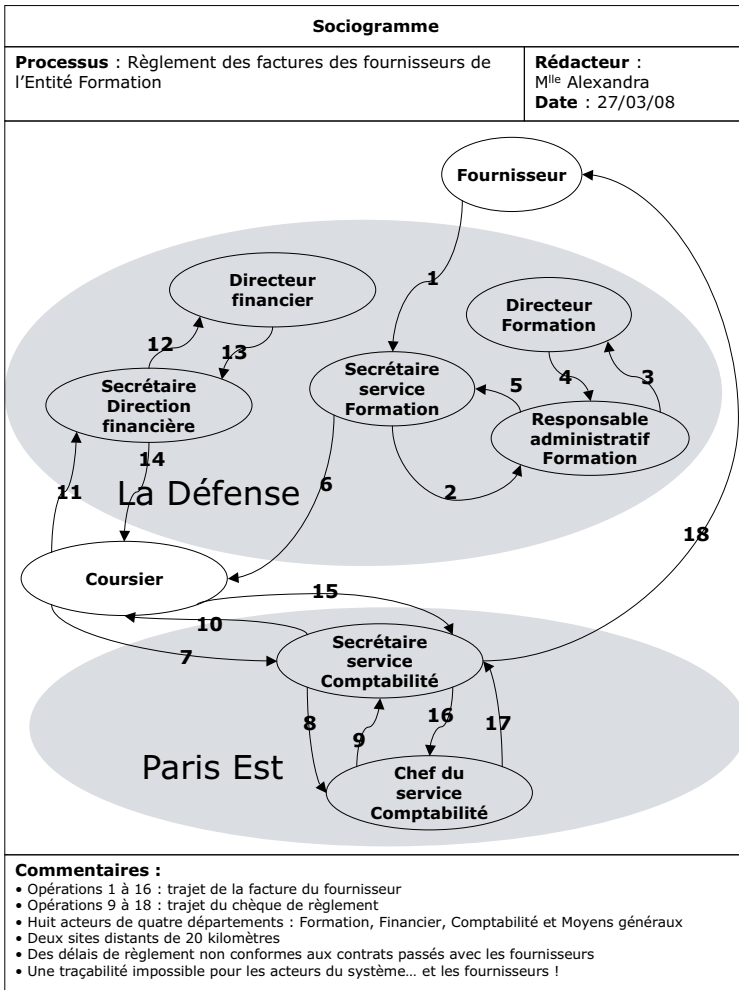 Sociogramme
Processus : Règlement des factures des fournisseurs de
l'Entité Formation
Rédacteur :
Mlle Alexandra
Date : 27/03/08
Fournisseur
1
Directeur
financier
Directeur
Formation
12
13
Secrétaire
service
Formation
5
4
3
Secrétaire
Direction
financière
Responsable
administratif
Formation
14
11
La Défense
6
2
18
Coursier
15
10
7
Secrétaire
service
Comptabilité
8
9
16
17
Paris Est
Chef du
service
Comptabilité
Commentaires :
• Opérations 1 à 16 : trajet de la facture du fournisseur
• Opérations 9 à 18 : trajet du chèque de règlement
• Huit acteurs de quatre départements : Formation, Financier, Comptabilité et Moyens généraux
• Deux sites distants de 20 kilomètres
• Des délais de règlement non conformes aux contrats passés avec les fournisseurs
• Une traçabilité impossible pour les acteurs du système… et les fournisseurs !